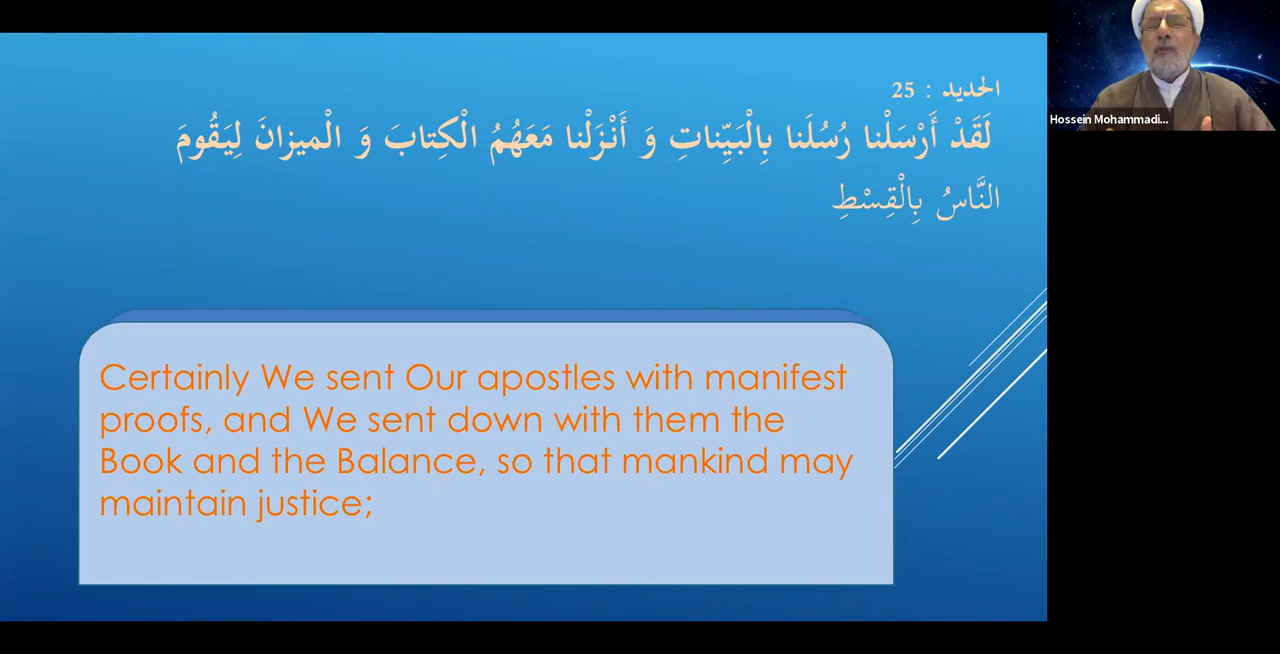 الحديد : 25
لَقَدْ أَرْسَلْنا رُسُلَنا بِالْبَيِّناتِ وَ أَنْزَلْنا مَعَهُمُ الْكِتابَ وَ الْميزانَ لِيَقُومَ
النَّاسُ بِالْقِسْطِ
Certainly We sent Our apostles with manifest
proofs, and We sent down with them the
Book and the Balance, so that mankind may
maintain justice;
Hossein Mohammadi...